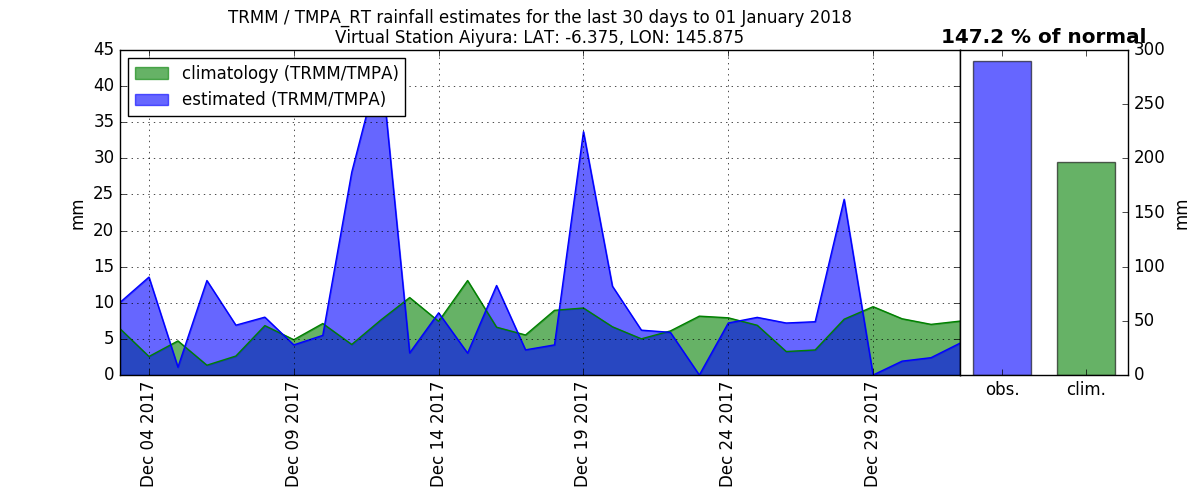 TRMM / TMPA_RT rainfall estimates for the last 30 days to 01 January 2018
Virtual Station Aiyura: LAT: -6.375, LON: 145.875
147.2 % of normal
climatology (TRMM/TMPA)
estimated (TRMM/TMPA)
45
40
35
30
25
20
15
10
5
0
mm
Dec 04 2017
Dec 09 2017
Dec 14 2017
Dec 19 2017
Dec 24 2017
Dec 29 2017
obs.
clim.
300
250
200
150
100
50
0
mm